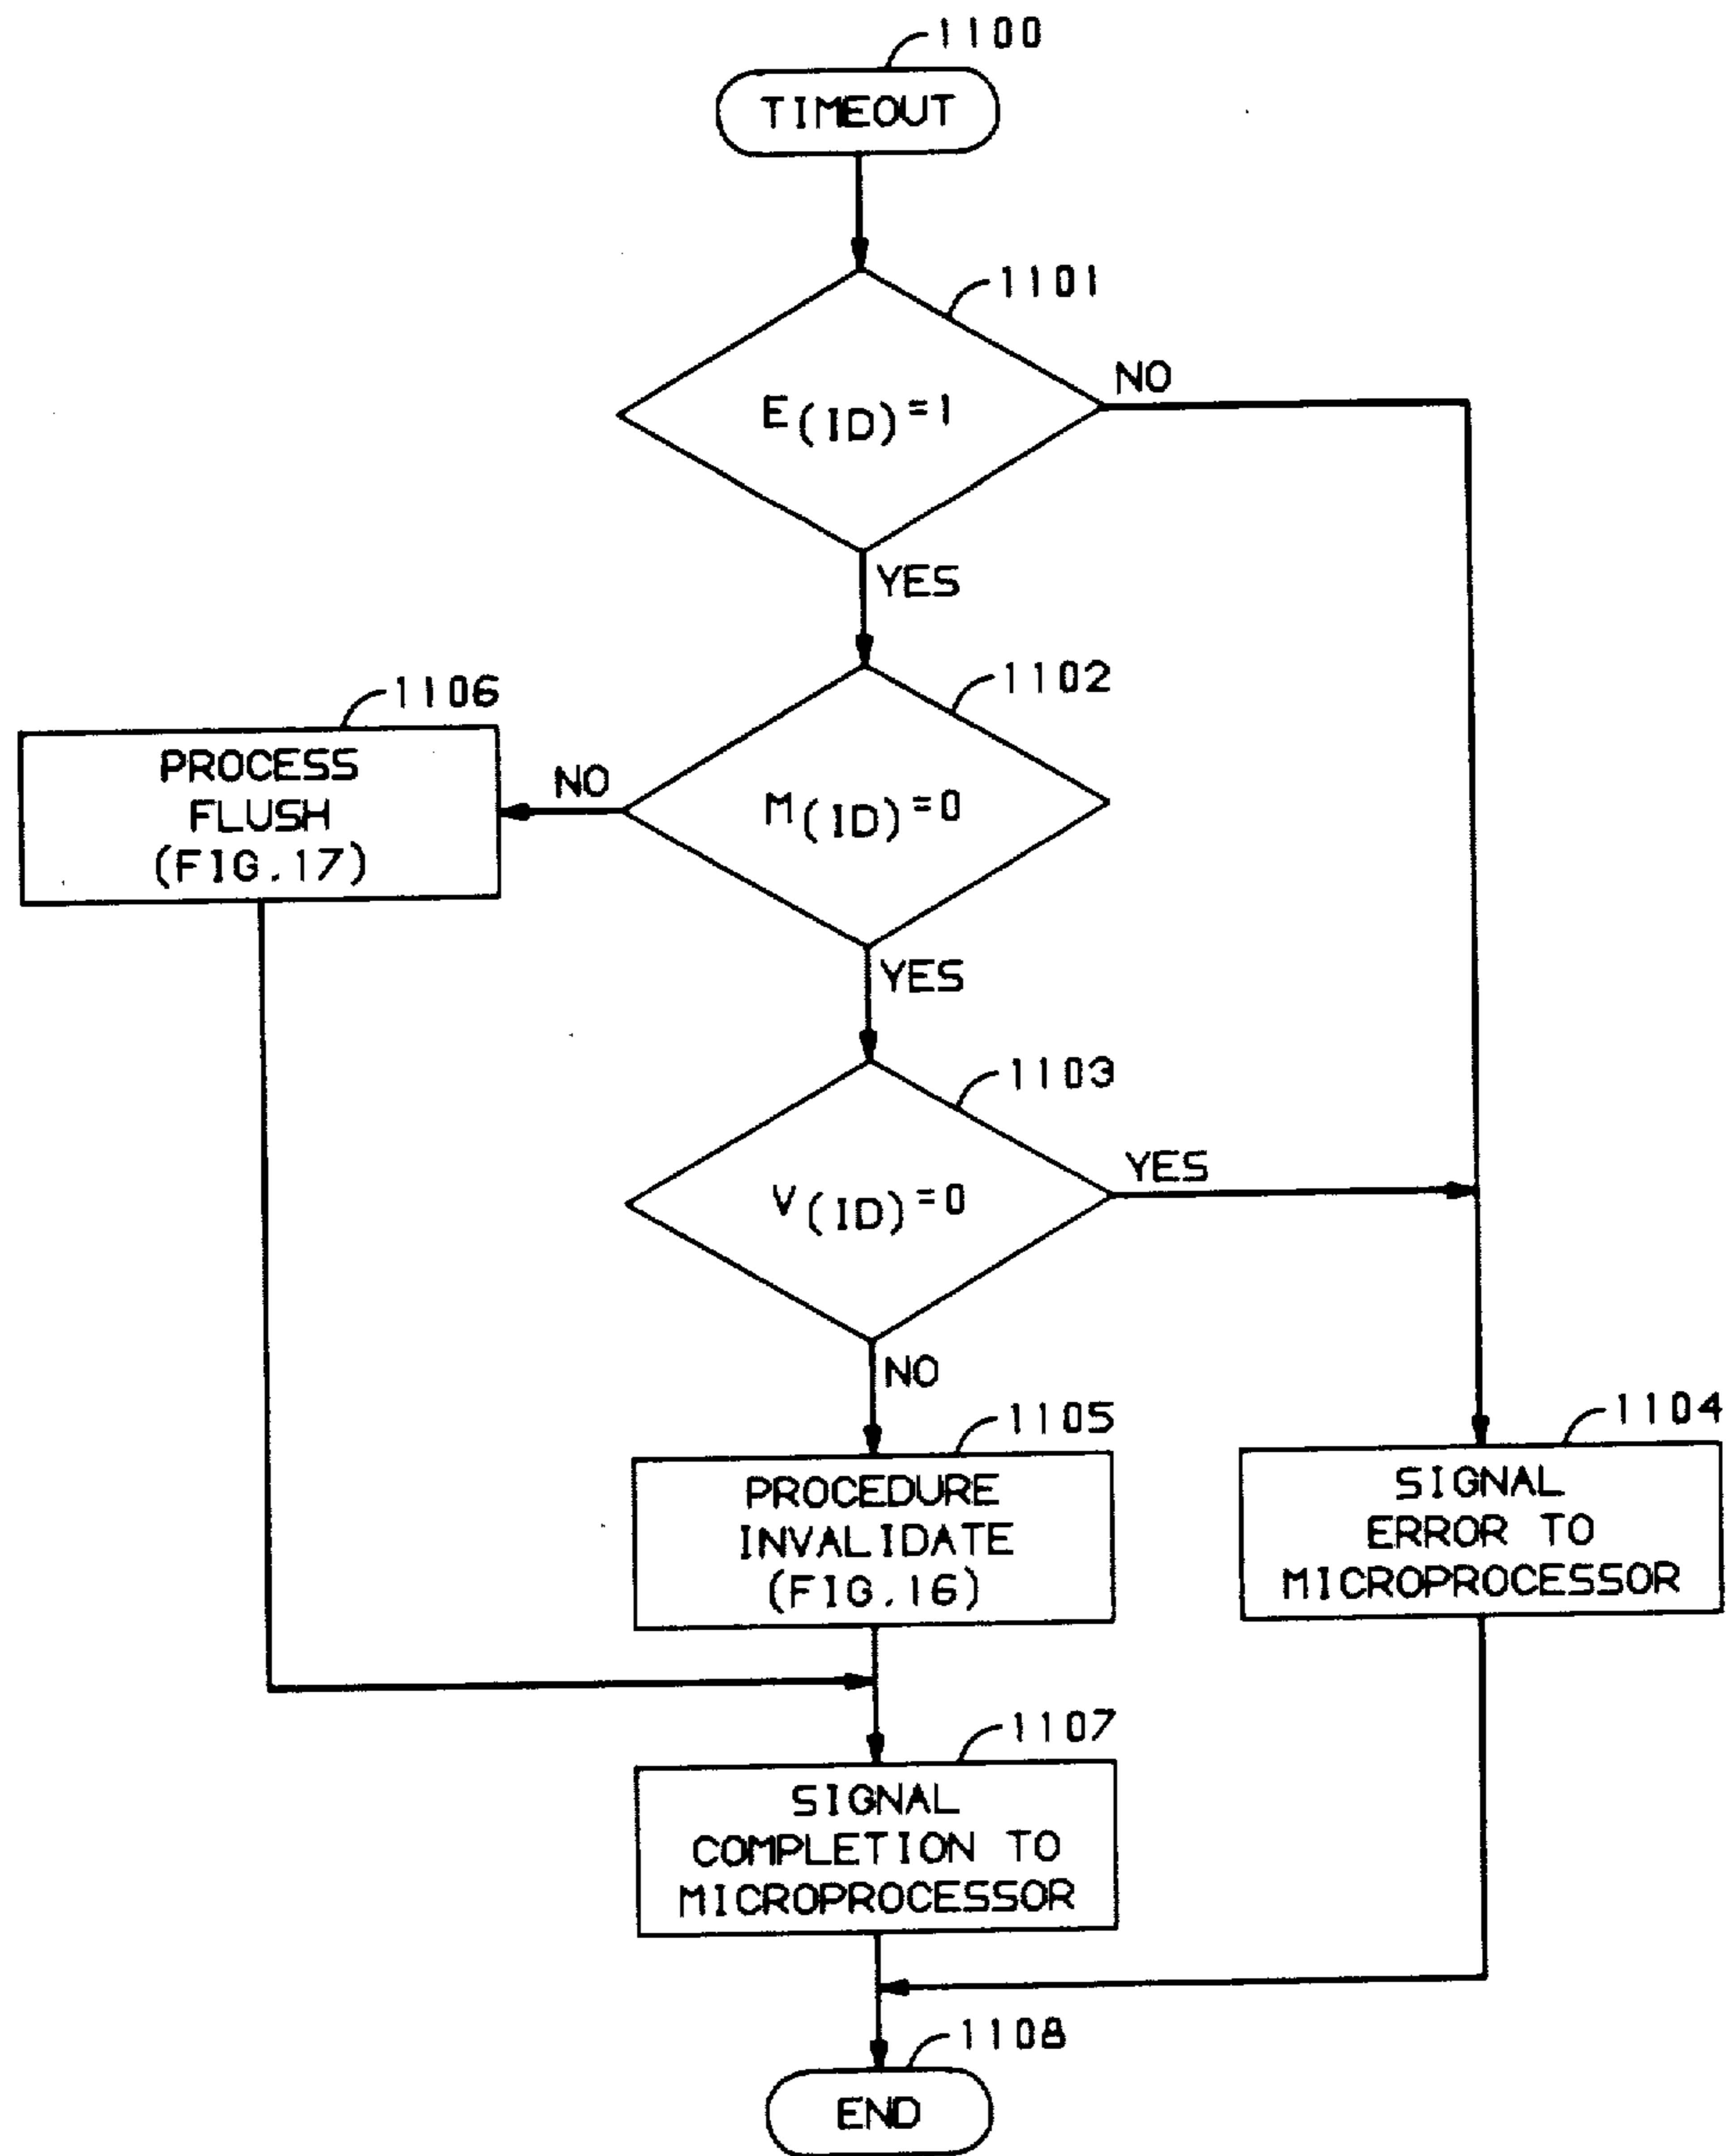 1100
TIMEOUT
1101
E(ID)=1
NO
YES
1102
M(ID)=0
NO
1106
PROCESS
FLUSH
(FIG.17)
YES
1103
V(ID)=0
YES
NO
1105
PROCEDURE
INVALIDATE
(FIG.16)
1104
SIGNAL
ERROR TO
MICROPROCESSOR
1107
SIGNAL
COMPLETION TO
MICROPROCESSOR
1108
END